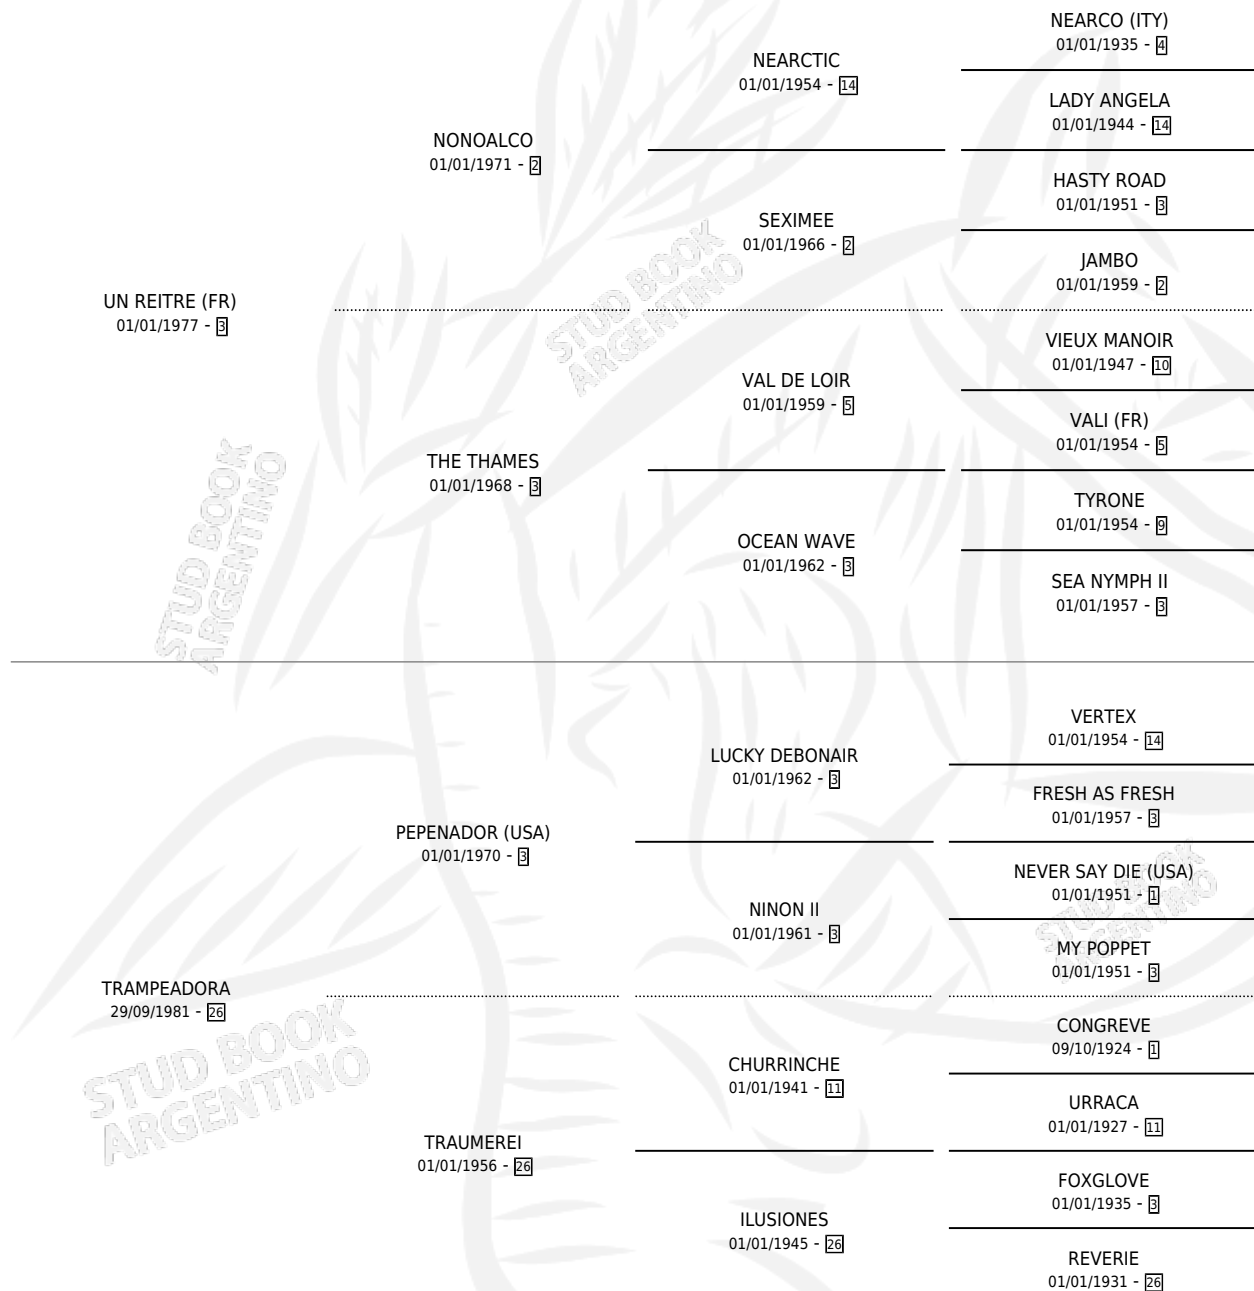 UN REITRE (FR)
01/01/1977 - 3
NONOALCO
01/01/1971 - 2
THE THAMES
01/01/1968 - 3
NEARCTIC
01/01/1954 - 14
SEXIMEE
01/01/1966 - 2
VAL DE LOIR
01/01/1959 - 5
OCEAN WAVE
01/01/1962 - 3
NEARCO (ITY)
01/01/1935 - 4
LADY ANGELA
01/01/1944 - 14
HASTY ROAD
01/01/1951 - 3
JAMBO
01/01/1959 - 2
VIEUX MANOIR
01/01/1947 - 10
VALI (FR)
01/01/1954 - 5
TYRONE
01/01/1954 - 9
SEA NYMPH II
01/01/1957 - 3
STUD BOOK
ARGENTINO
STUD BOOK
ARGENTINO
TRAMPEADORA
29/09/1981 - 26
PEPENADOR (USA)
01/01/1970 - 3
TRAUMEREI
01/01/1956 - 26
LUCKY DEBONAIR
01/01/1962 - 3
NINON II
01/01/1961 - 3
CHURRINCHE
01/01/1941 - 11
ILUSIONES
01/01/1945 - 26
VERTEX
01/01/1954 - 14
FRESH AS FRESH
01/01/1957 - 3
NEVER SAY DIE (USA)
01/01/1951 - 1
MY POPPET
01/01/1951 - 3
CONGREVE
09/10/1924 - 1
URRACA
01/01/1927 - 11
FOXGLOVE
01/01/1935 - 3
REVERIE
01/01/1931 - 26
STUD BOOK
ARGENTINO
STUD BOOK
ARGENTINO